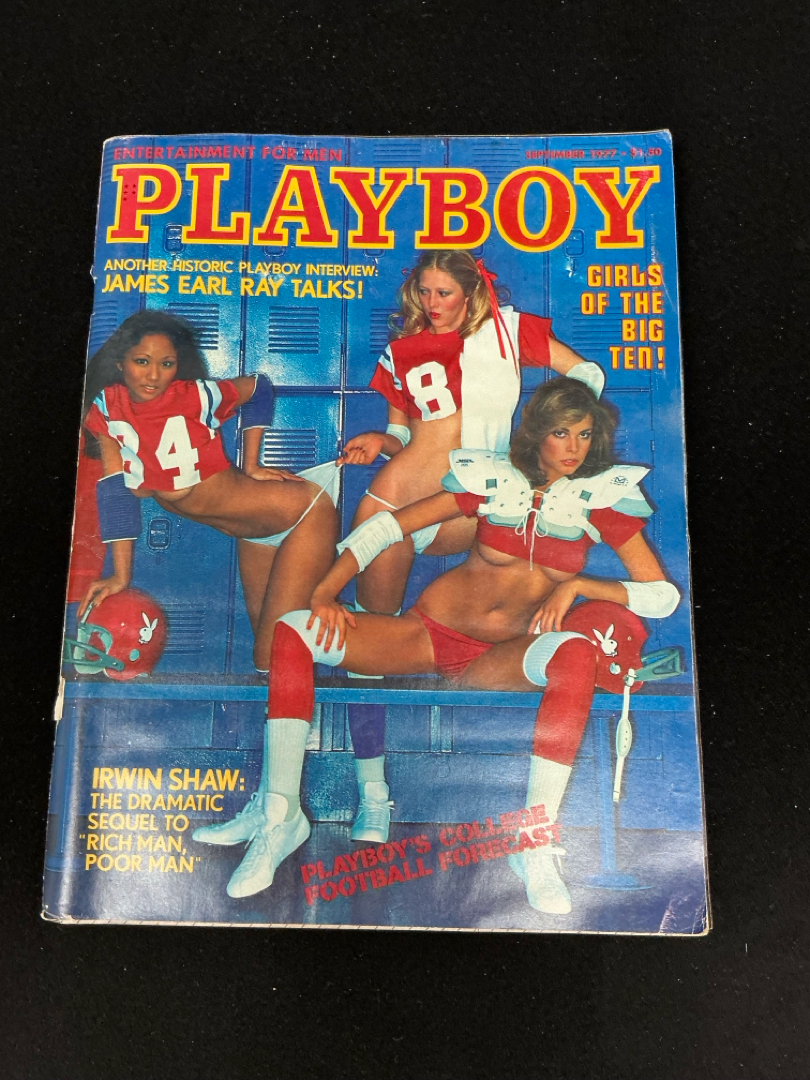 ENTERTAINMENT FOR MEN
SEPTEMBER 1977 • $1.50
PLAYBOY
ANOTHER HISTORIC PLAYBOY INTERVIEW:
JAMES EARL RAY TALKS!
GIRLS
OF THE
BIG
TEN!
84
8
IRWIN SHAW:
THE DRAMATIC
SEQUEL TO
"RICH MAN,
POOR MAN"
PLAYBOY'S COLLEGE
FOOTBALL FORECAST